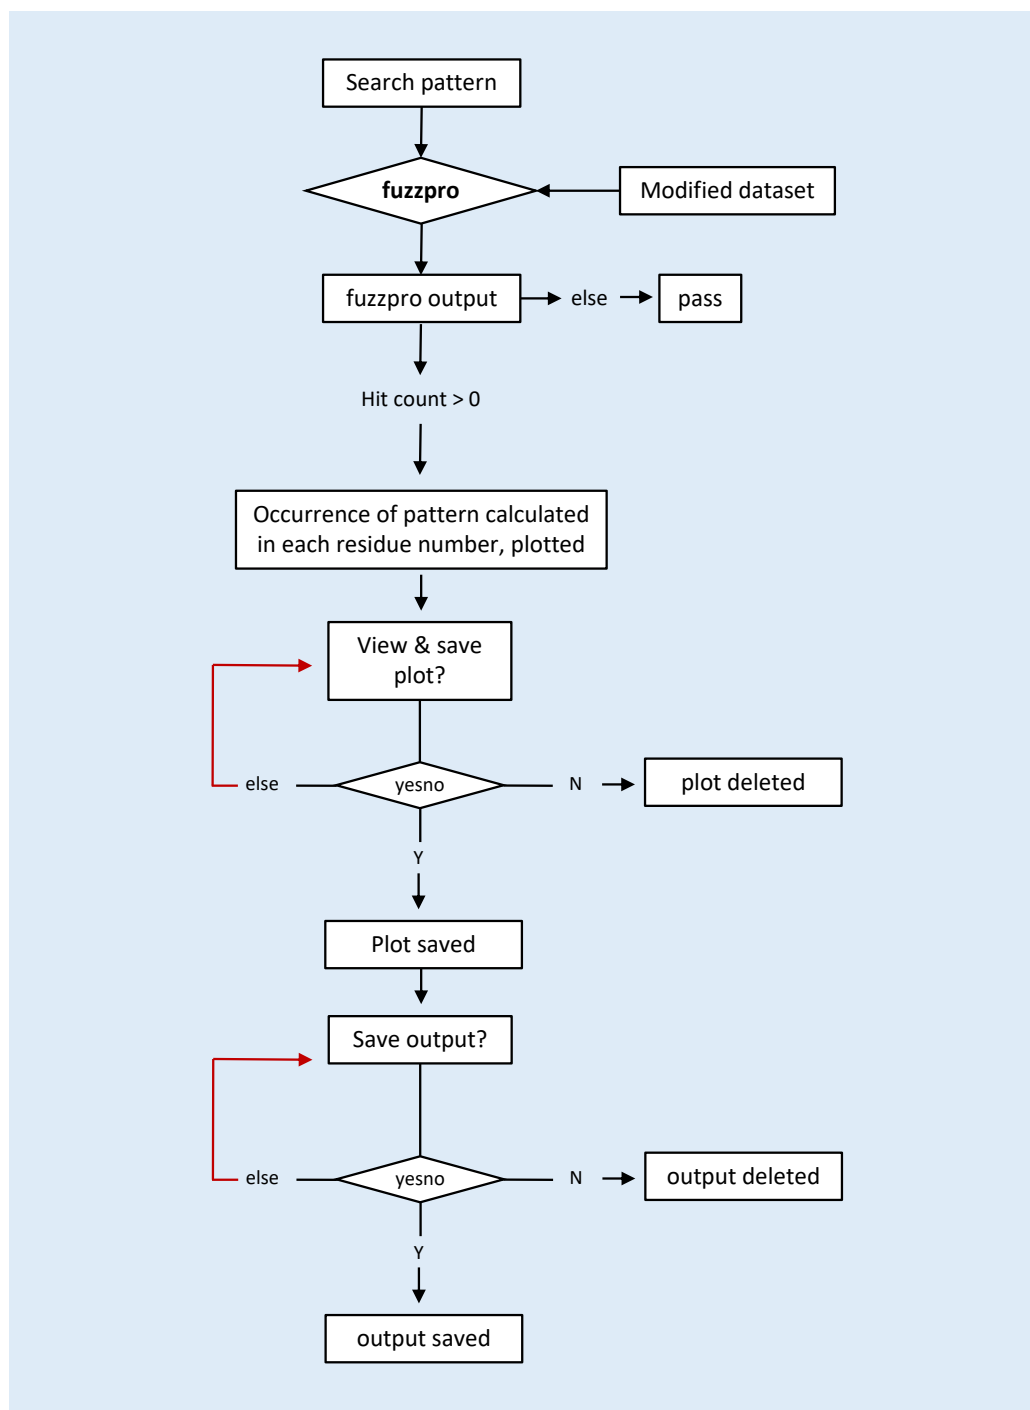 Search pattern
fuzzpro
Modified dataset
fuzzpro output
else
pass
Hit count > 0
Occurrence of pattern calculated
in each residue number, plotted
View & save
plot?
else
yesno
N
plot deleted
Y
Plot saved
Save output?
else
yesno
N
output deleted
Y
output saved